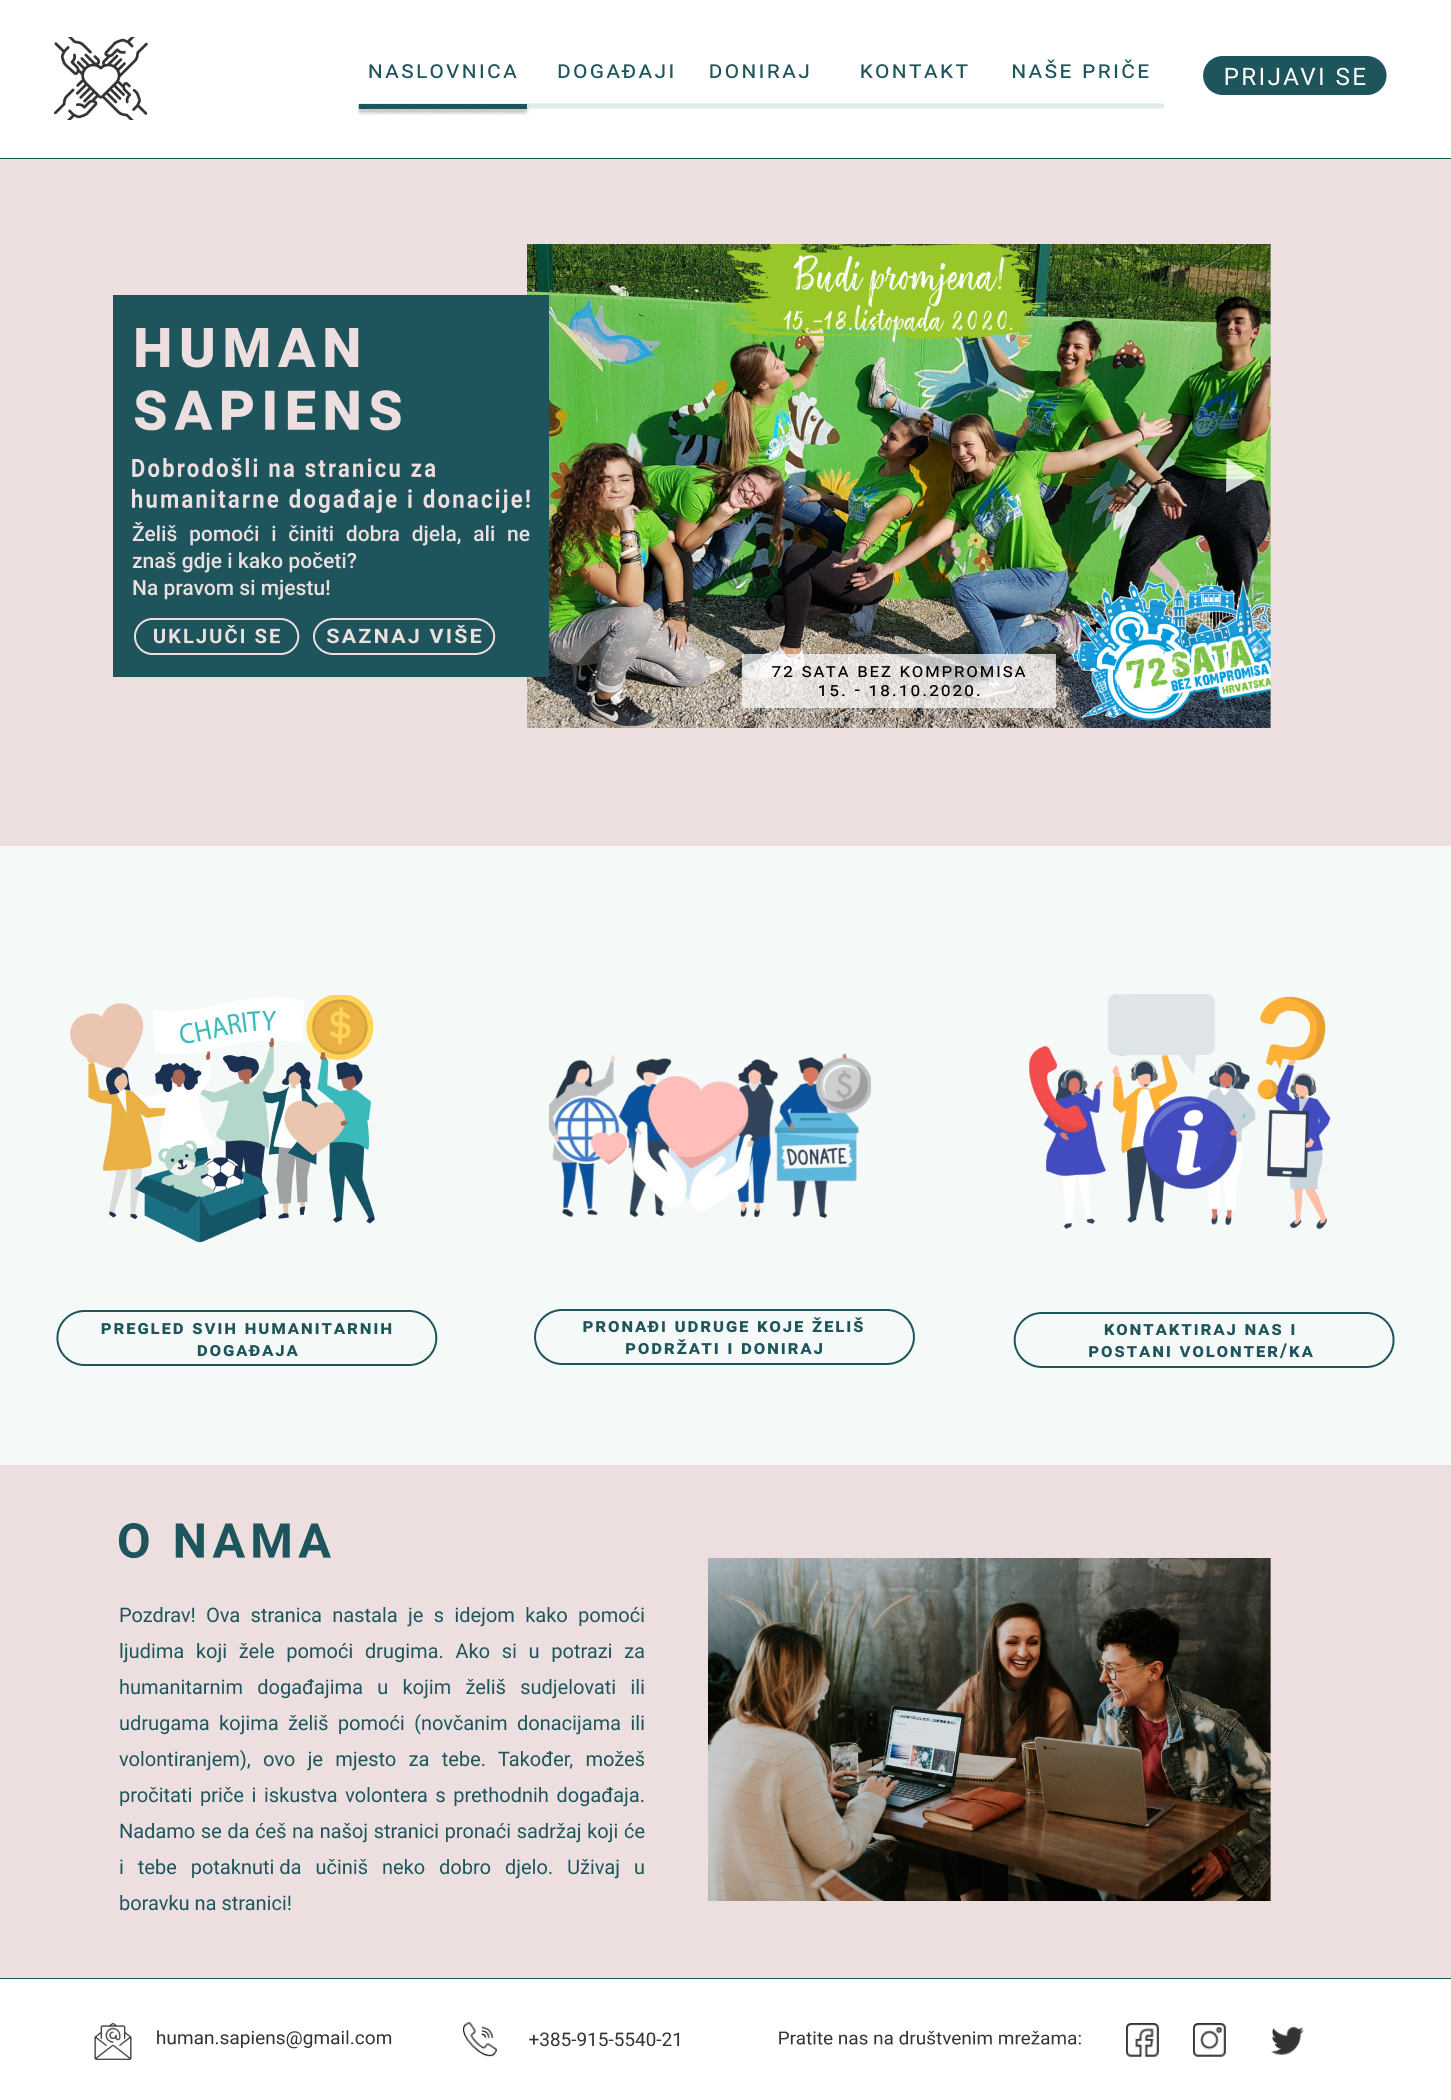 NASLOVNICA DOGAĐAJI DONIRAJ KONTAKT NAŠE PRIČE PRIJAVI SE
Budi promjena!
15.-18.listopada 2020.
HUMAN
SAPIENS
Dobrodošli na stranicu za
humanitarne događaje i donacije!
Želiš pomoći i činiti dobra djela, ali ne
znaš gdje i kako početi?
Na pravom si mjestu!
UKLJUČI SE SAZNAJ VIŠE
72 SATA BEZ KOMPROMISA
15. - 18.10.2020.
72 SATA
BEZ KOMPROMISA
HRVATSKA
CHARITY
$
$
DONATE
i
PREGLED SVIH HUMANITARNIH
DOGAĐAJA
PRONAĐI UDRUGE KOJE ŽELIŠ
PODRŽATI I DONIRAJ
KONTAKTIRAJ NAS I
POSTANI VOLONTER/KA
O NAMA
Pozdrav! Ova stranica nastala je s idejom kako pomoći
ljudima koji žele pomoći drugima. Ako si u potrazi za
humanitarnim događajima u kojim želiš sudjelovati ili
udrugama kojima želiš pomoći (novčanim donacijama ili
volontiranjem), ovo je mjesto za tebe. Također, možeš
pročitati priče i iskustva volontera s prethodnih događaja.
Nadamo se da ćeš na našoj stranici pronaći sadržaj koji će
i tebe potaknuti da učiniš neko dobro djelo. Uživaj u
boravku na stranici!
human.sapiens@gmail.com +385-915-5540-21 Pratite nas na društvenim mrežama: